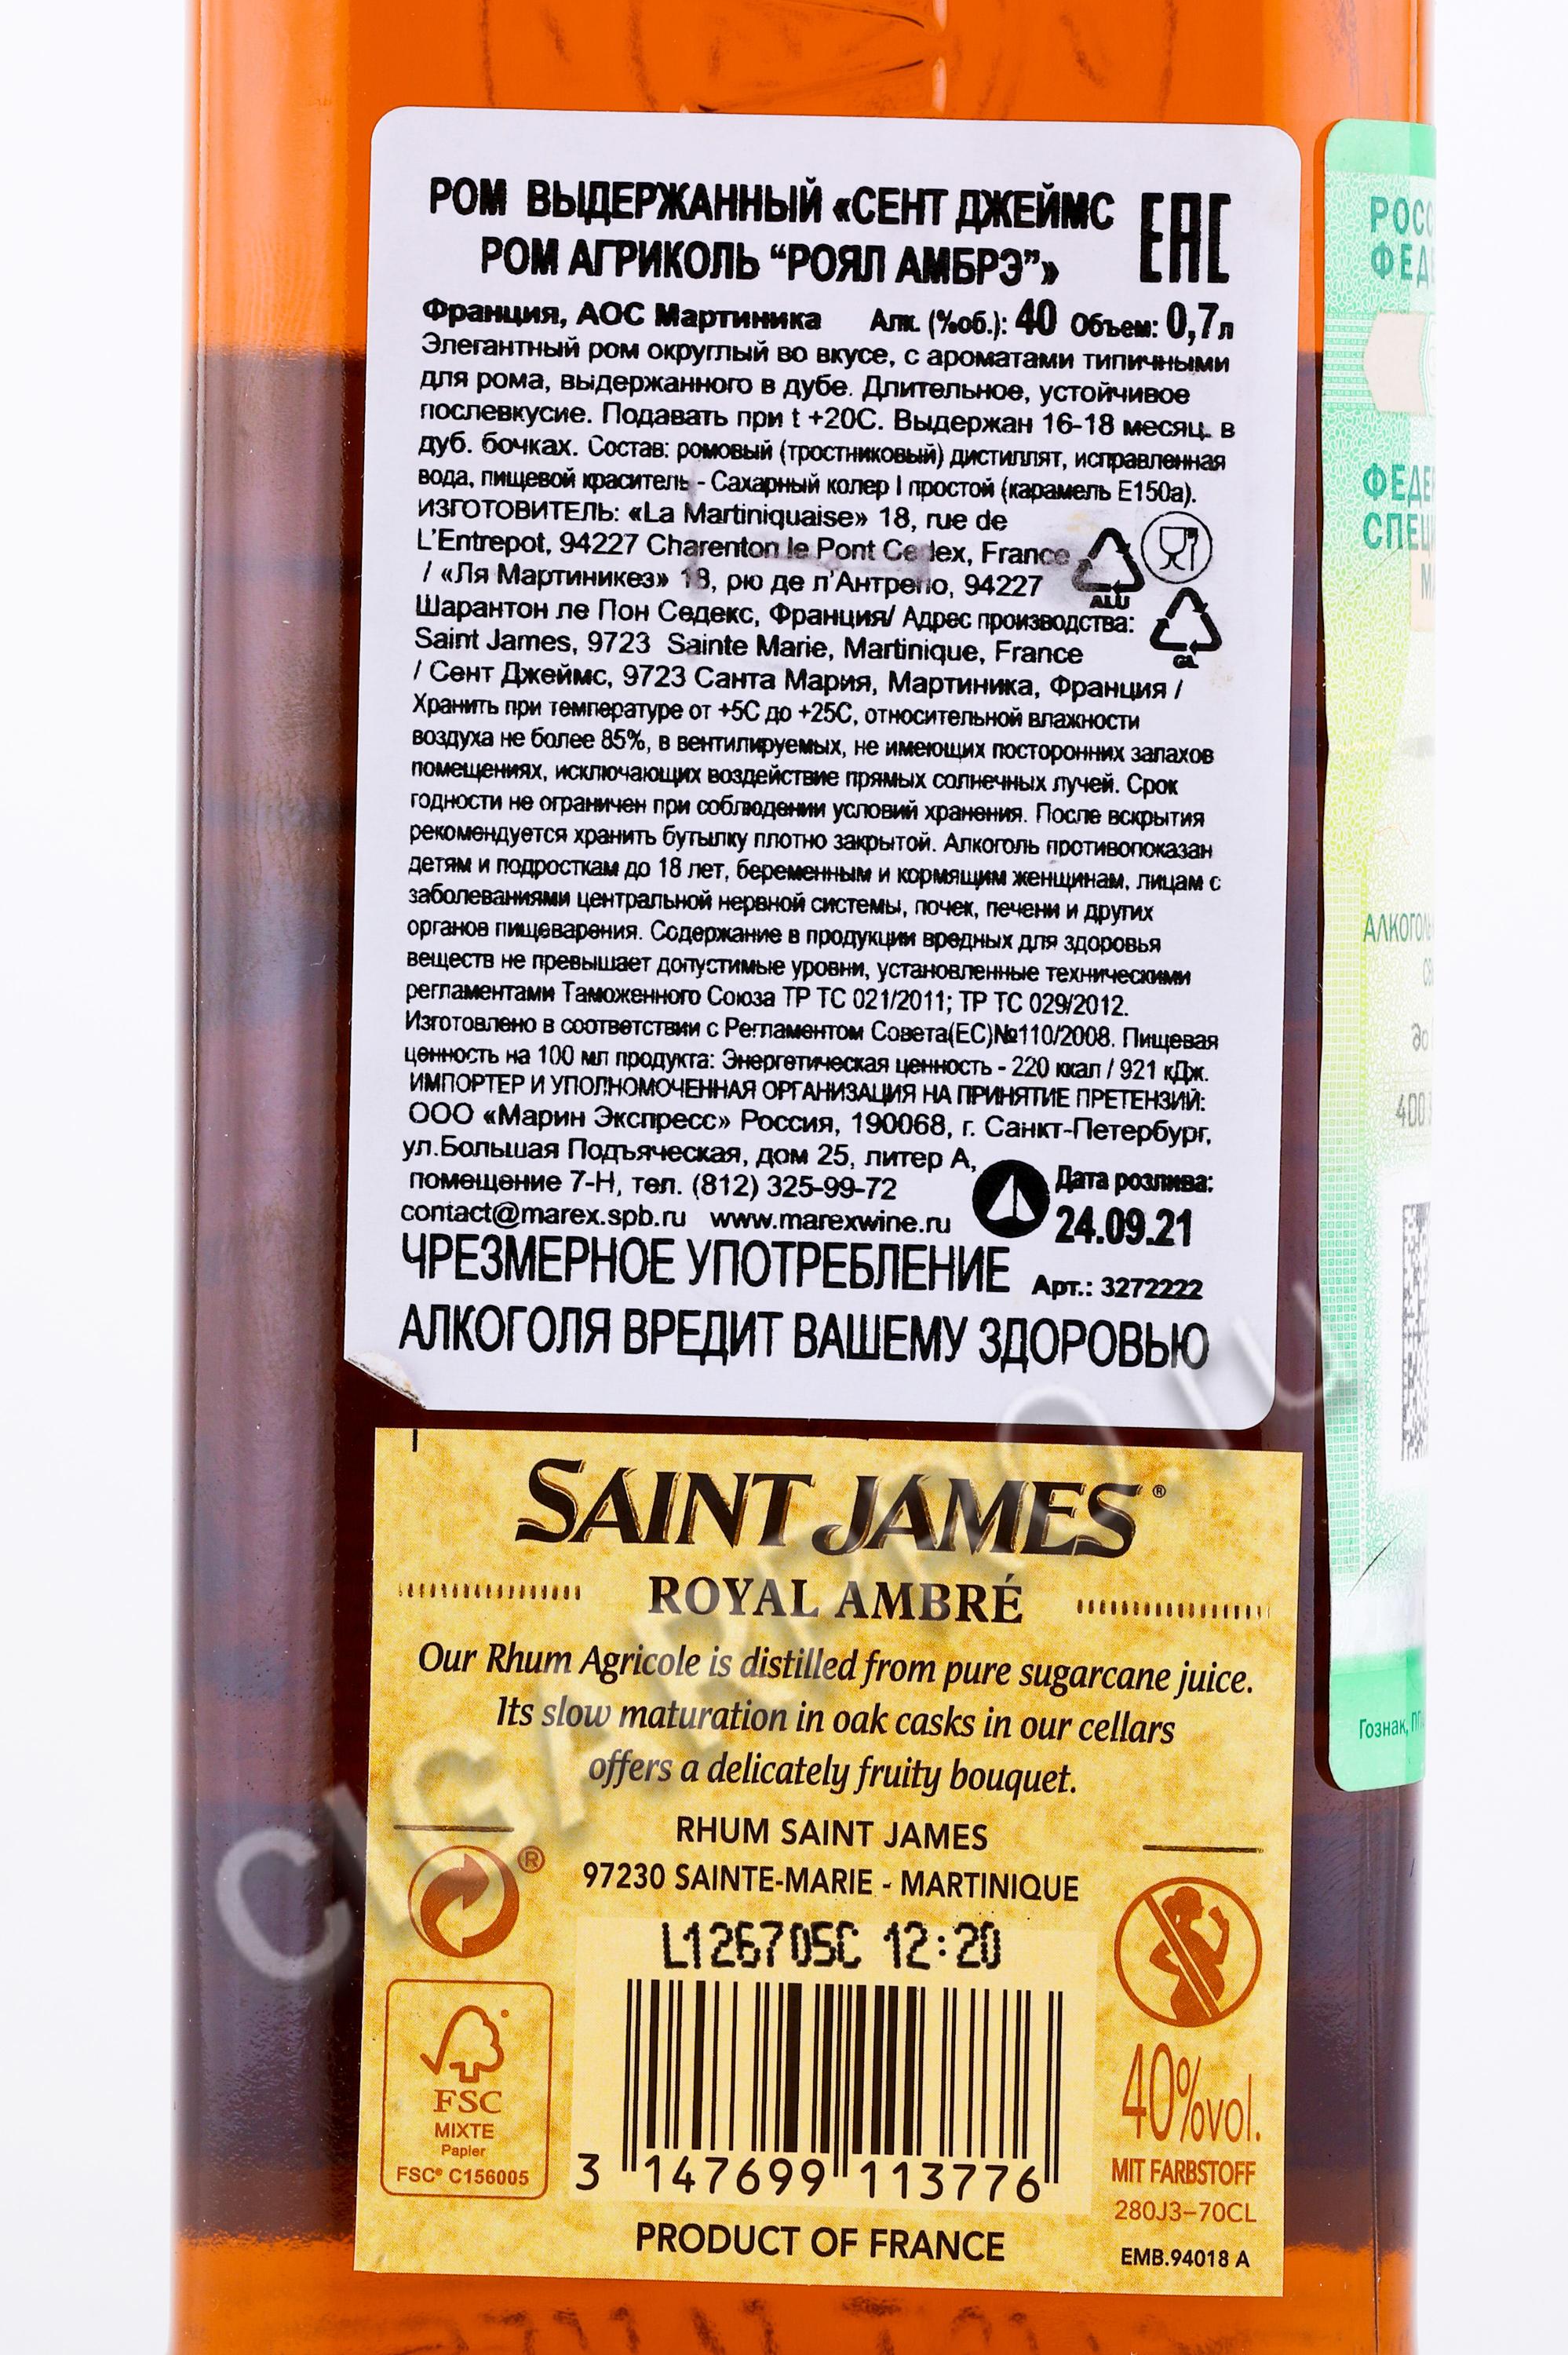 РОМ ВЫДЕРЖАННЫЙ «СЕНТ ДЖЕЙМС
РОМ АГРИКОЛЬ “РОЯЛ АМБРЭ”»
ЕАС
Франция, АОС Мартиника Алк. (%об.): 40 Объем: 0,7л
Элегантный ром округлый во вкусе, с ароматами типичными
для рома, выдержанного в дубе. Длительное, устойчивое
послевкусие. Подавать при t +20С. Выдержан 16-18 месяц. в
дуб. бочках. Состав: ромовый (тростниковый) дистиллят, исправленная
вода, пищевой краситель - Сахарный колер I простой (карамель Е150а).
ИЗГОТОВИТЕЛЬ: «La Martiniquaise» 18, rue de
L'Entrepot, 94227 Charenton le Pont Cedex, France
/ «Ля Мартиникез» 18, рю де л'Антрепо, 94227
ALU
Шарантон ле Пон Седекс, Франция/ Адрес производства:
Saint James, 9723 Sainte Marie, Martinique, France
GL
/ Сент Джеймс, 9723 Санта Мария, Мартиника, Франция /
Хранить при температуре от +5С до +25С, относительной влажности
воздуха не более 85%, в вентилируемых, не имеющих посторонних запахов
помещениях, исключающих воздействие прямых солнечных лучей. Срок
годности не ограничен при соблюдении условий хранения. После вскрытия
рекомендуется хранить бутылку плотно закрытой. Алкоголь противопоказан
детям и подросткам до 18 лет, беременным и кормящим женщинам, лицам с
заболеваниями центральной нервной системы, почек, печени и других
органов пищеварения. Содержание в продукции вредных для здоровья
веществ не превышает допустимые уровни, установленные техническими
регламентами Таможенного Союза ТР ТС 021/2011; ТР ТС 029/2012.
Изготовлено в соответствии с Регламентом Совета(ЕС)№110/2008. Пищевая
ценность на 100 мл продукта: Энергетическая ценность - 220 ккал / 921 кДж.
ИМПОРТЕР И УПОЛНОМОЧЕННАЯ ОРГАНИЗАЦИЯ НА ПРИНЯТИЕ ПРЕТЕНЗИЙ:
ООО «Марин Экспресс» Россия, 190068, г. Санкт-Петербург,
ул.Большая Подъяческая, дом 25, литер А,
помещение 7-Н, тел. (812) 325-99-72
contact@marex.spb.ru www.marexwine.ru
Дата розлива:
24.09.21
ЧРЕЗМЕРНОЕ УПОТРЕБЛЕНИЕ
Арт.: 3272222
АЛКОГОЛЯ ВРЕДИТ ВАШЕМУ ЗДОРОВЬЮ
SAINT JAMES®
ROYAL AMBRÉ
Our Rhum Agricole is distilled from pure sugarcane juice.
Its slow maturation in oak casks in our cellars
offers a delicately fruity bouquet.
RHUM SAINT JAMES
97230 SAINTE-MARIE - MARTINIQUE
®
L126705C 12:20
FSC
MIXTE
Papier
FSC® C156005
3 147699 113776
PRODUCT OF FRANCE
40%vol.
MIT FARBSTOFF
280J3-70CL
EMB.94018 A
Гознак,
CIGARPRO.RU